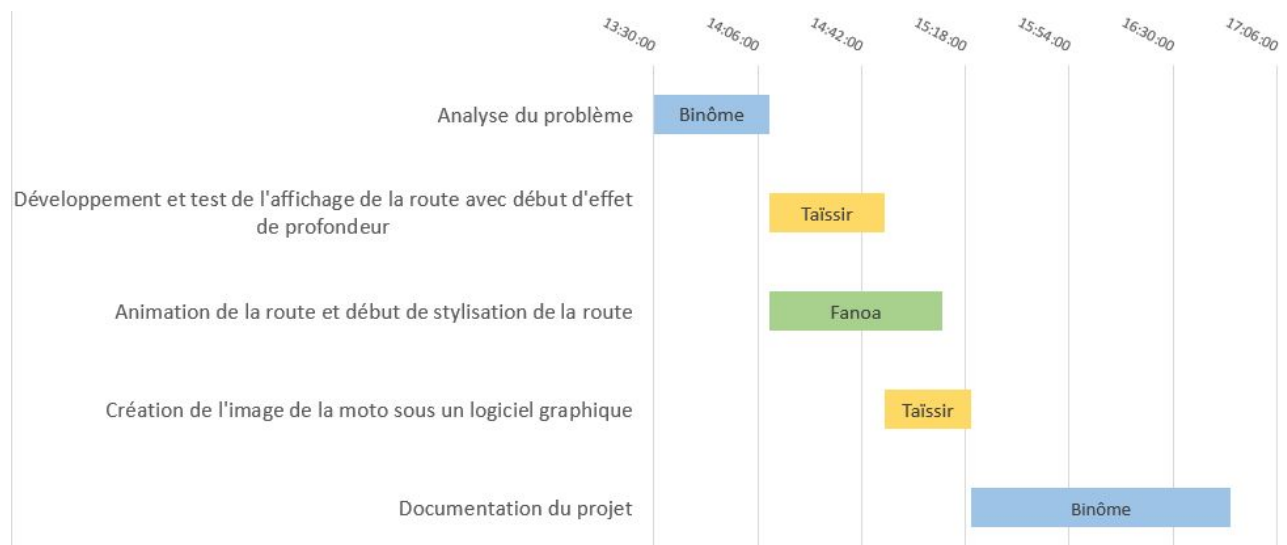 13:30:00
14:06:00
14:42:00
15:18:00
15:54:00
16:30:00
17:06:00
Analyse du problème
Binôme
Développement et test de l'affichage de la route avec début d'effet
de profondeur
Taïssir
Animation de la route et début de stylisation de la route
Fanoa
Création de l'image de la moto sous un logiciel graphique
Taïssir
Documentation du projet
Binôme